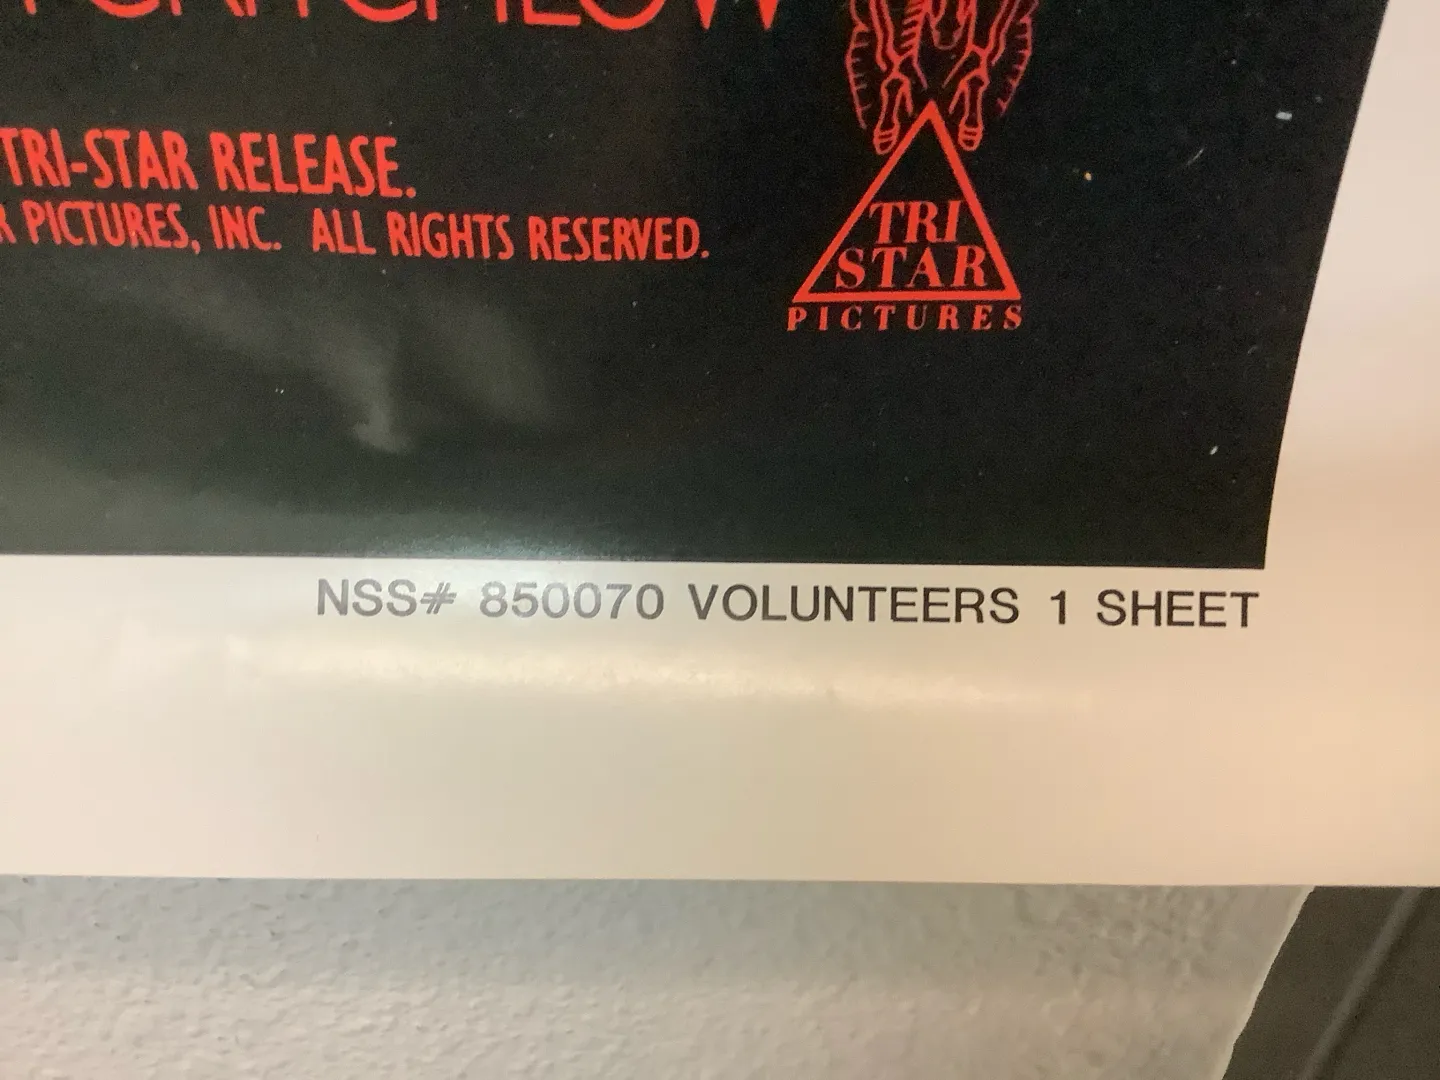 TRI-STAR RELEASE.
PICTURES, INC. ALL RIGHTS RESERVED.
TRI
STAR
PICTURES
NSS# 850070 VOLUNTEERS 1 SHEET